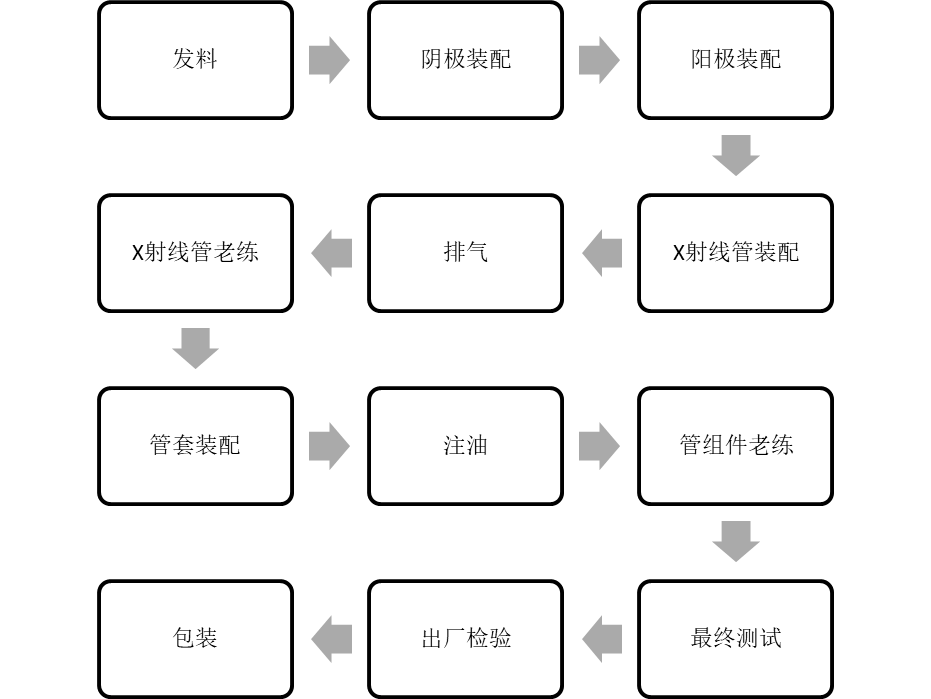 发料
阴极装配
阳极装配
X射线管装配
排气
X射线管老练
管套装配
注油
管组件老练
最终测试
出厂检验
包装